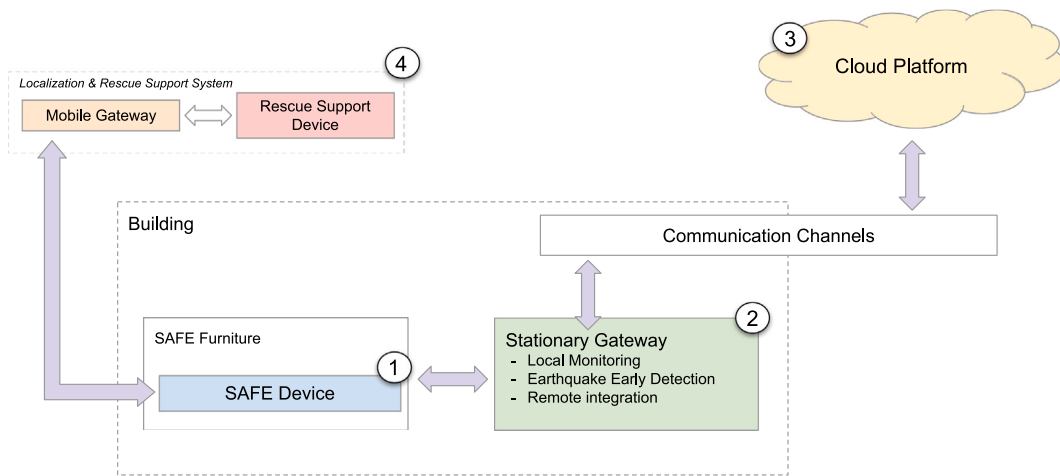 4
Localization & Rescue Support System
Mobile Gateway
Rescue Support
Device
3
Cloud Platform
Building
Communication Channels
SAFE Furniture
1
SAFE Device
2
Stationary Gateway
- Local Monitoring
- Earthquake Early Detection
- Remote integration